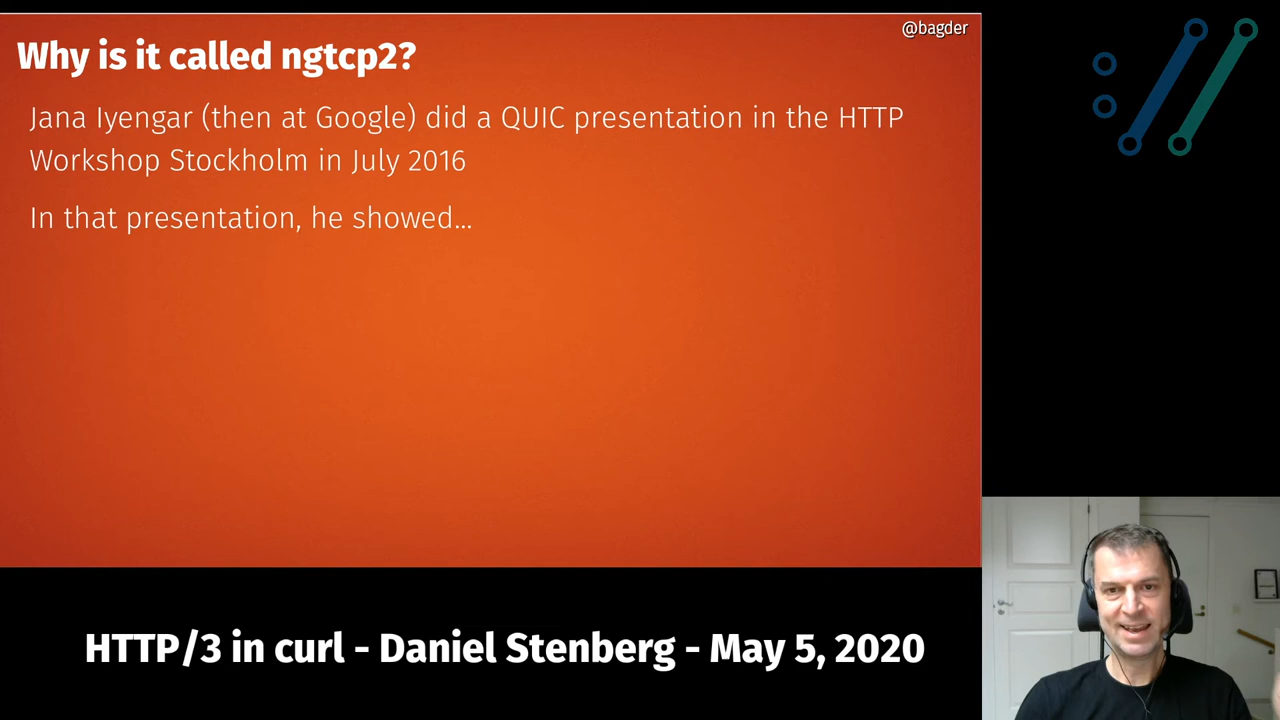 @bagder
Why is it called ngtcp2?
Jana Iyengar (then at Google) did a QUIC presentation in the HTTP
Workshop Stockholm in July 2016
In that presentation, he showed...
HTTP/3 in curl - Daniel Stenberg - May 5, 2020